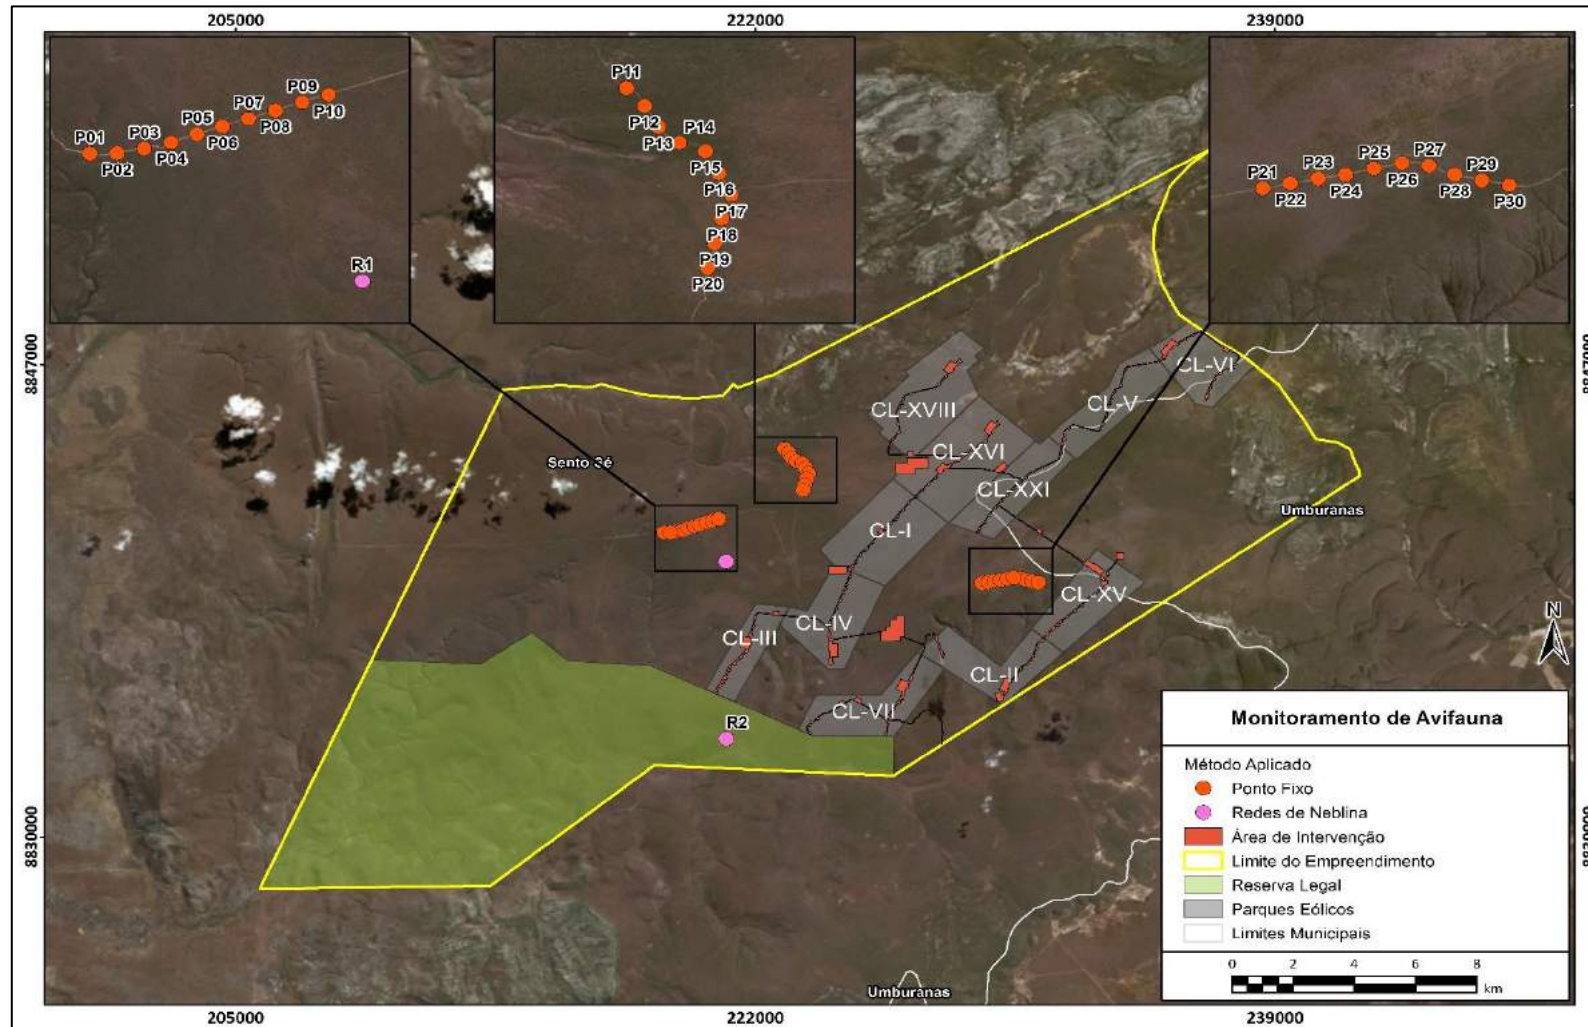 205000
222000
239000
P01
P02
P03
P04
P05
P06
P07
P08
P09
P10
R1
P11
P12
P13
P14
P15
P16
P17
P18
P19
P20
P21
P22
P23
P24
P25
P26
P27
P28
P29
P30
8847000
8847000
CL-VI
CL-V
CL-XVIII
CL-XVI
CL-XXI
Sento Sé
Umburanas
CL-I
CL-XV
CL-IV
CL-III
CL-II
CL-VII
R2
N
8830000
8830000
Monitoramento de Avifauna
Método Aplicado
Ponto Fixo
Redes de Neblina
Área de Intervenção
Limite do Empreendimento
Reserva Legal
Parques Eólicos
Limites Municipais
0 2 4 6 8
km
Umburanas
205000
222000
239000